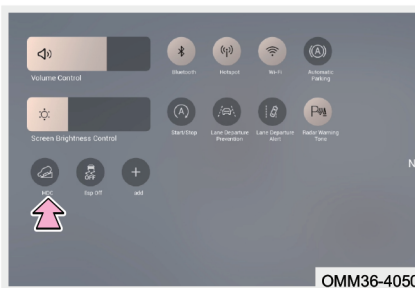 Volume Control
Bluetooth
Hotspot
Wi-Fi
(A)
Automatic
Parking
Screen Brightness Control
(A)
Start/Stop
Lane Departure
Prevention
Lane Departure
Alert
Radar Warning
Tone
HDC
OFF
Esp Off
+
add
N
OMM36-4050